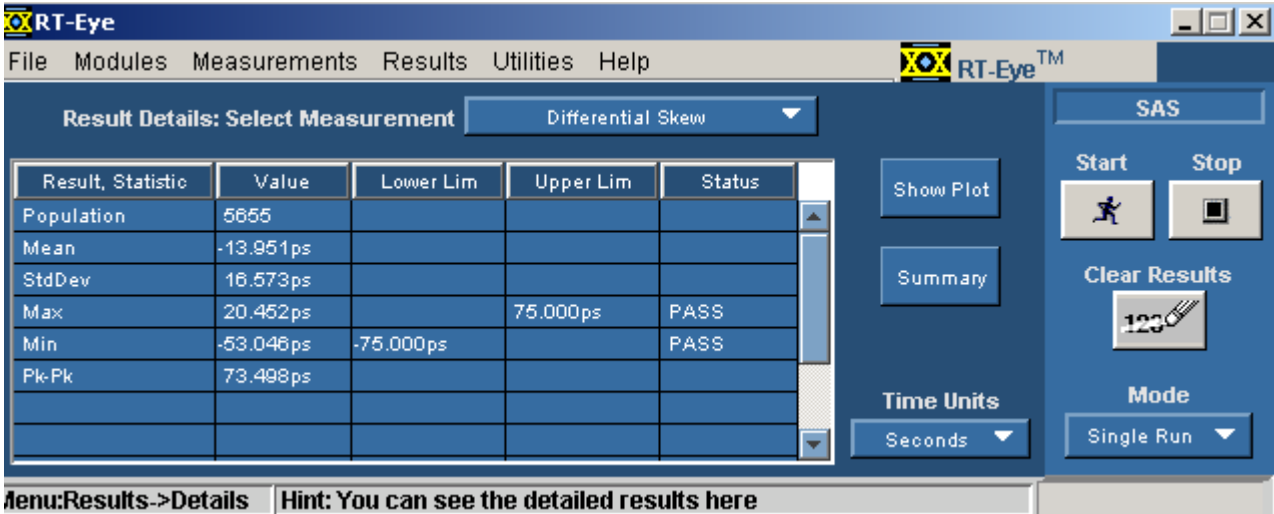 RT-Eye
File Modules Measurements Results Utilities Help
RT-Eye™
Result Details: Select Measurement Differential Skew
SAS
Result, Statistic Value Lower Lim Upper Lim Status
Population 5655
Mean -13.951ps
StdDev 16.573ps
Max 20.452ps 75.000ps PASS
Min -53.046ps -75.000ps PASS
Pk-Pk 73.498ps
Show Plot
Summary
Time Units
Seconds
Start Stop
Clear Results
123
Mode
Single Run
Menu:Results->Details Hint: You can see the detailed results here